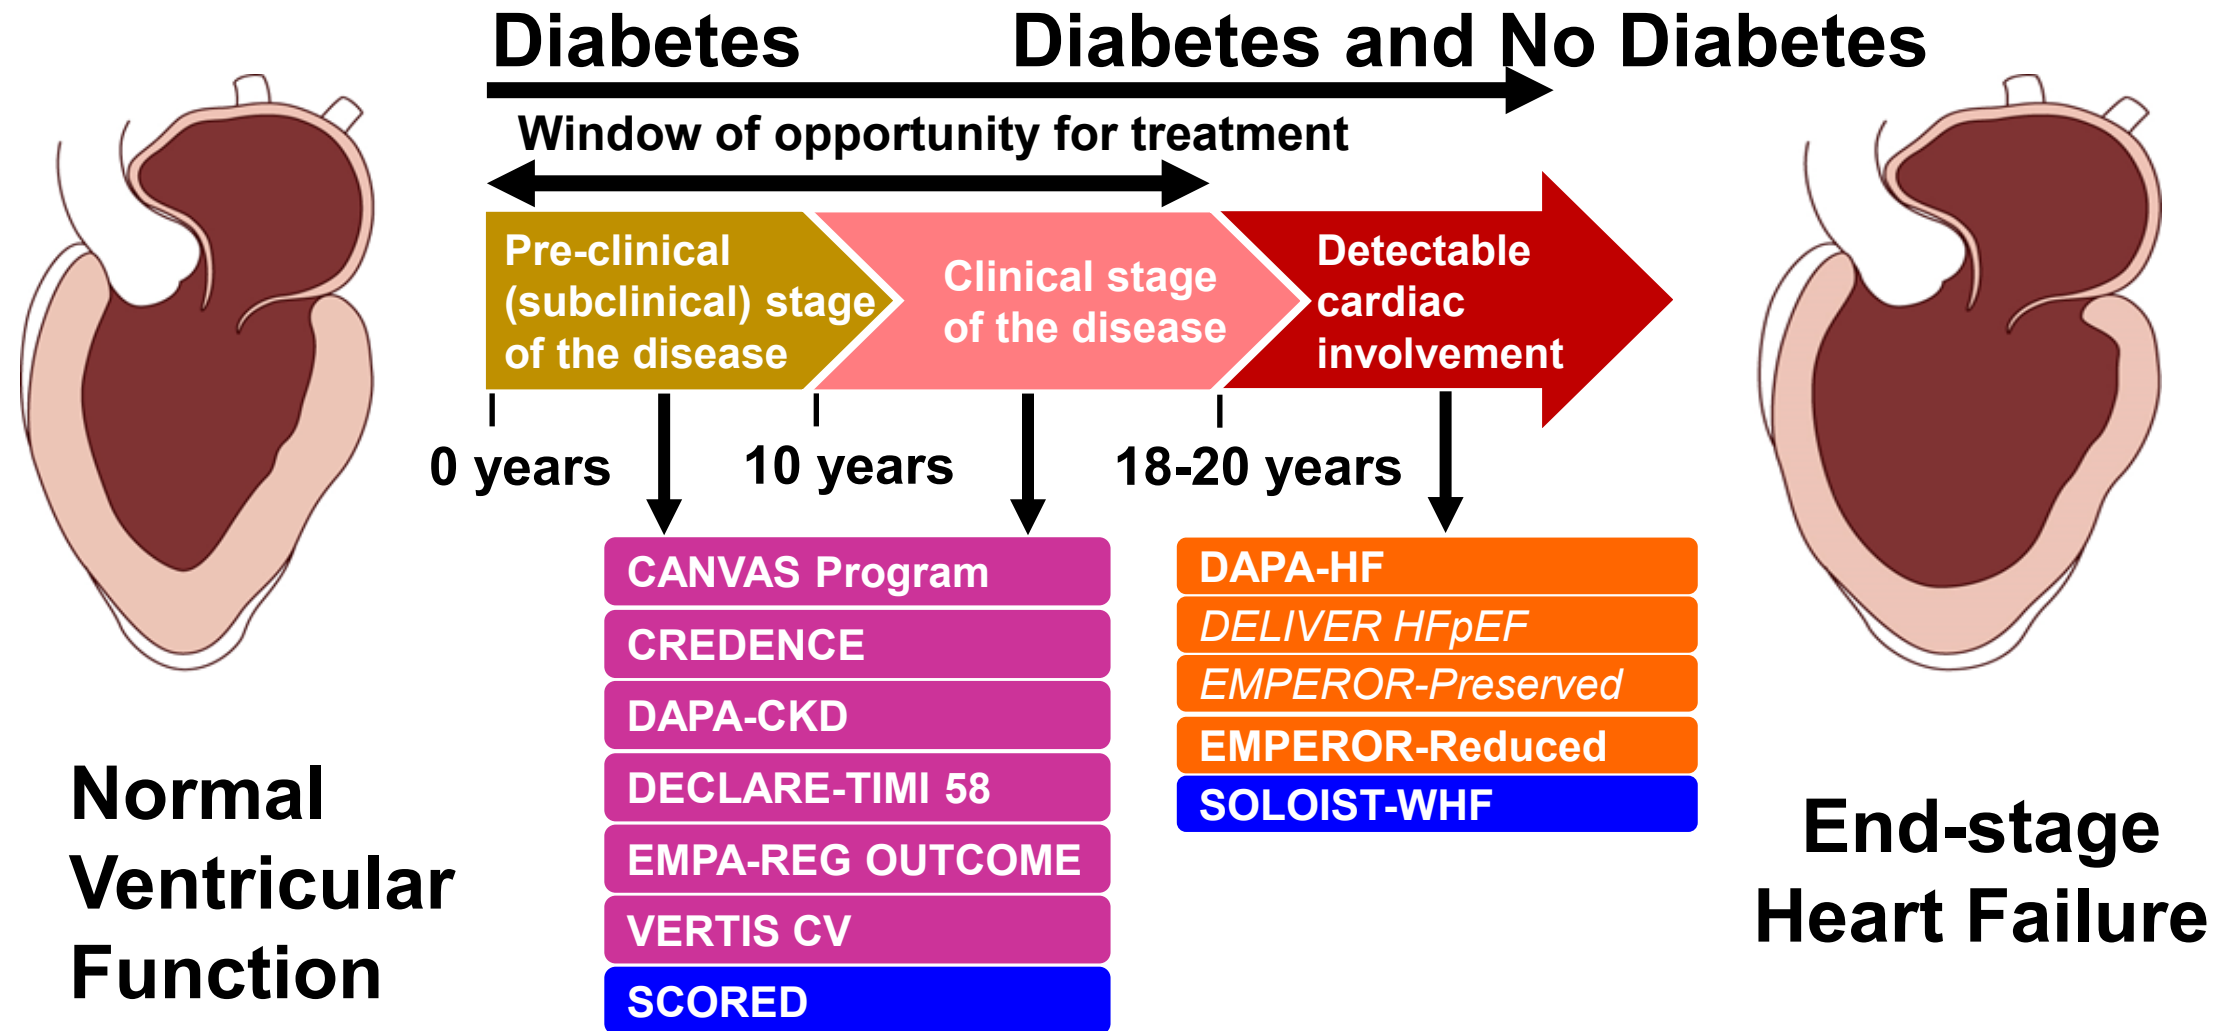 Diabetes
Diabetes and No Diabetes
Window of opportunity for treatment
Pre-clinical
(subclinical) stage
of the disease
Clinical stage
of the disease
Detectable
cardiac
involvement
0 years
10 years
18-20 years
CANVAS Program
CREDENCE
DAPA-CKD
DECLARE-TIMI 58
EMPA-REG OUTCOME
VERTIS CV
SCORED
DAPA-HF
DELIVER HFpEF
EMPEROR-Preserved
EMPEROR-Reduced
SOLOIST-WHF
Normal
Ventricular
Function
End-stage
Heart Failure